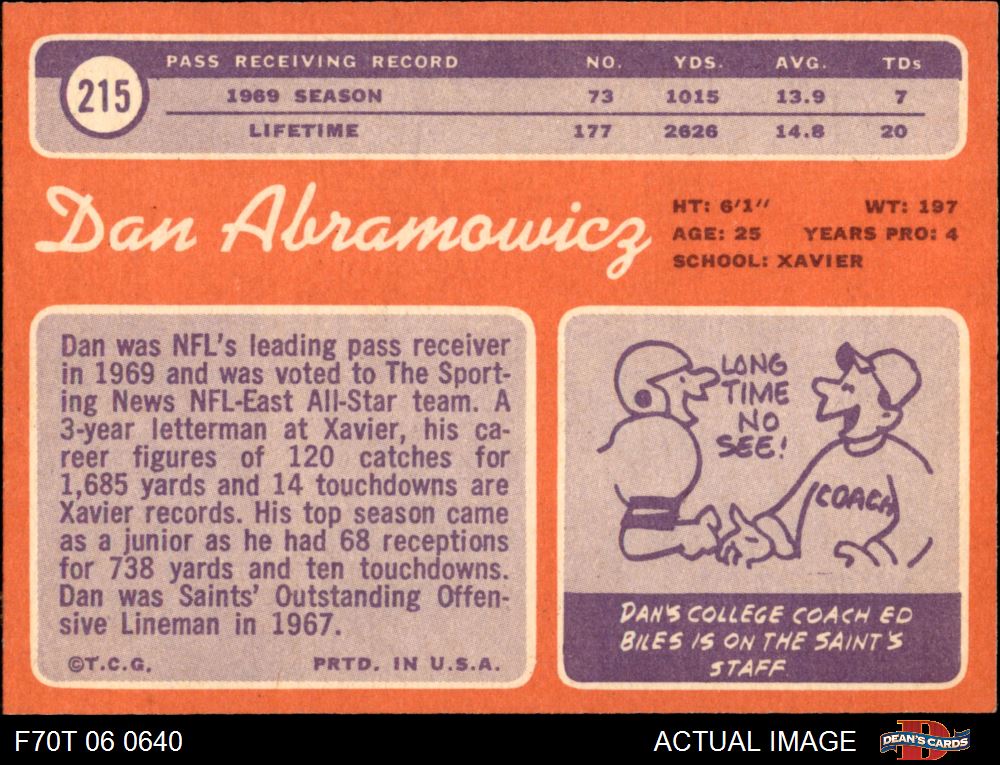 215
PASS RECEIVING RECORD NO. YDS. AVG. TDs
1969 SEASON 73 1015 13.9 7
LIFETIME 177 2626 14.8 20
Dan Abramowicz
HT: 6'1" WT: 197
AGE: 25 YEARS PRO: 4
SCHOOL: XAVIER
Dan was NFL's leading pass receiver
in 1969 and was voted to The Sport-
ing News NFL-East All-Star team. A
3-year letterman at Xavier, his ca-
reer figures of 120 catches for
1,685 yards and 14 touchdowns are
Xavier records. His top season came
as a junior as he had 68 receptions
for 738 yards and ten touchdowns.
Dan was Saints' Outstanding Offen-
sive Lineman in 1967.
©T.C.G. PRTD. IN U.S.A.
LONG
TIME
NO
SEE!
COACH
DAN'S COLLEGE COACH ED
BILES IS ON THE SAINT'S
STAFF
F70T 06 0640
ACTUAL IMAGE
DEAN'S CARDS